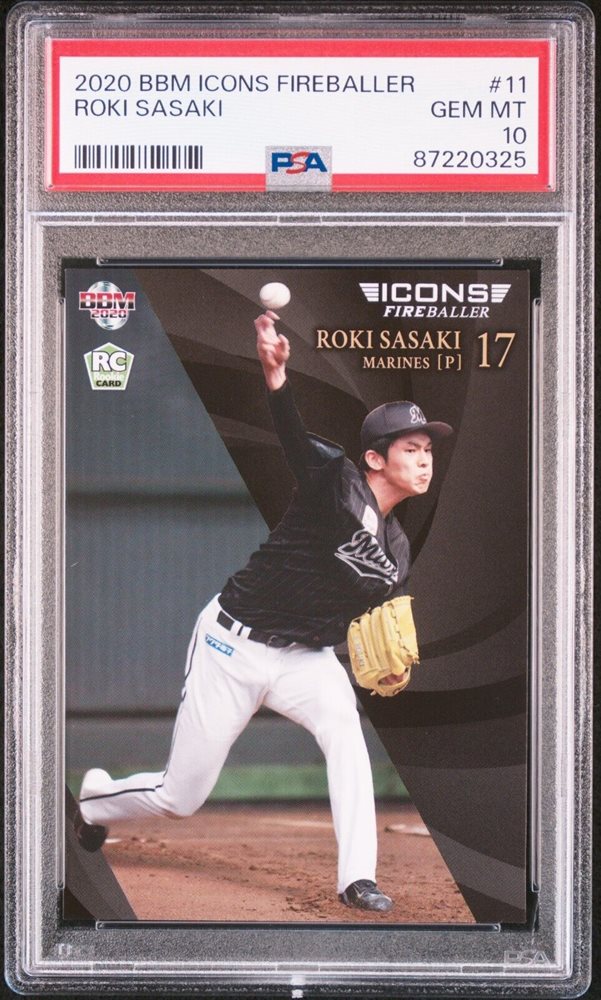 2020 BBM ICONS FIREBALLER #11
ROKI SASAKI GEM MT
10
PSA 87220325
BBM
2020
RC
Rookie
CARD
ICONS
FIREBALLER
ROKI SASAKI
MARINES [P] 17
M
PSA